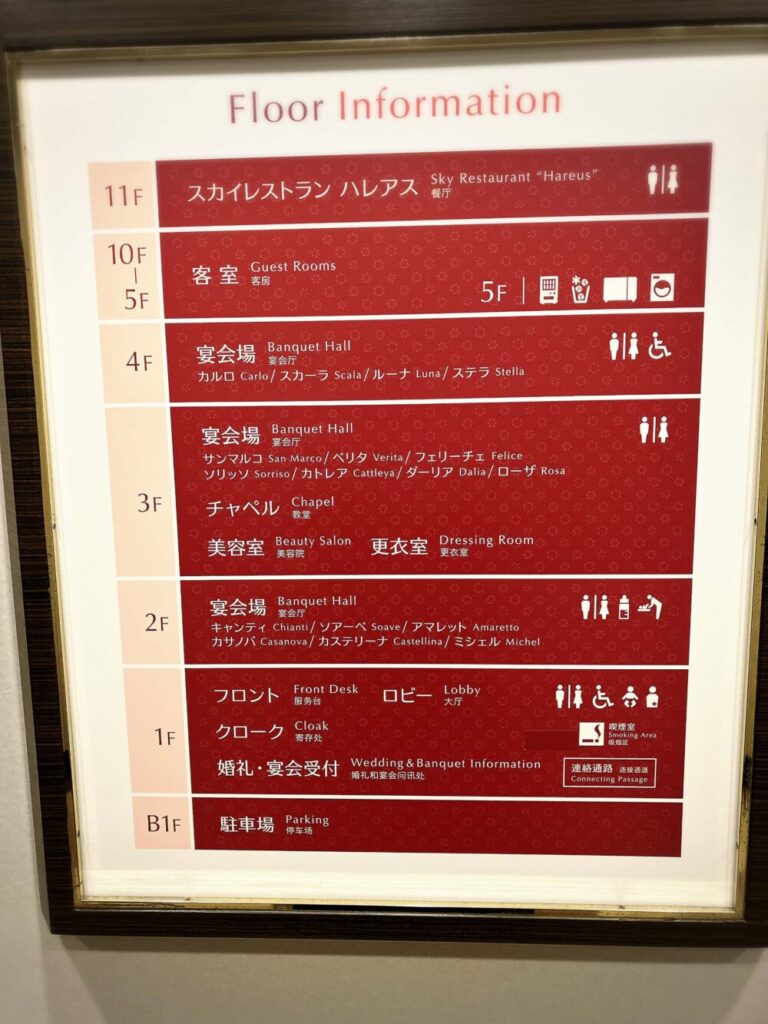 Floor Information
11F
スカイレストラン ハレアス Sky Restaurant “Hareus”
餐厅
10F
5F
客室 Guest Rooms
客房
5F
4F
宴会場 Banquet Hall
宴会厅
カルロ Carlo/スカーラ Scala/ルーナ Luna/ステラ Stella
3F
宴会場 Banquet Hall
宴会厅
サンマルコ San Marco/ベリタ Verita/フェリーチェ Felice
ソリッソ Sorriso/カトレア Cattleya/ダーリア Dalia/ローザ Rosa
チャペル Chapel
教堂
美容室 Beauty Salon
美容院
更衣室 Dressing Room
更衣室
2F
宴会場 Banquet Hall
宴会厅
キャンティ Chianti/ソアーベ Soave/アマレット Amaretto
カサノバ Casanova/カステリーナ Castellina/ミシェル Michel
1F
フロント Front Desk
服务台
ロビー Lobby
大厅
クローク Cloak
寄存处
喫煙室
Smoking Area
吸烟区
婚礼・宴会受付 Wedding & Banquet Information
婚礼和宴会问讯处
連絡通路 连接通道
Connecting Passage
B1F
駐車場 Parking
停车场